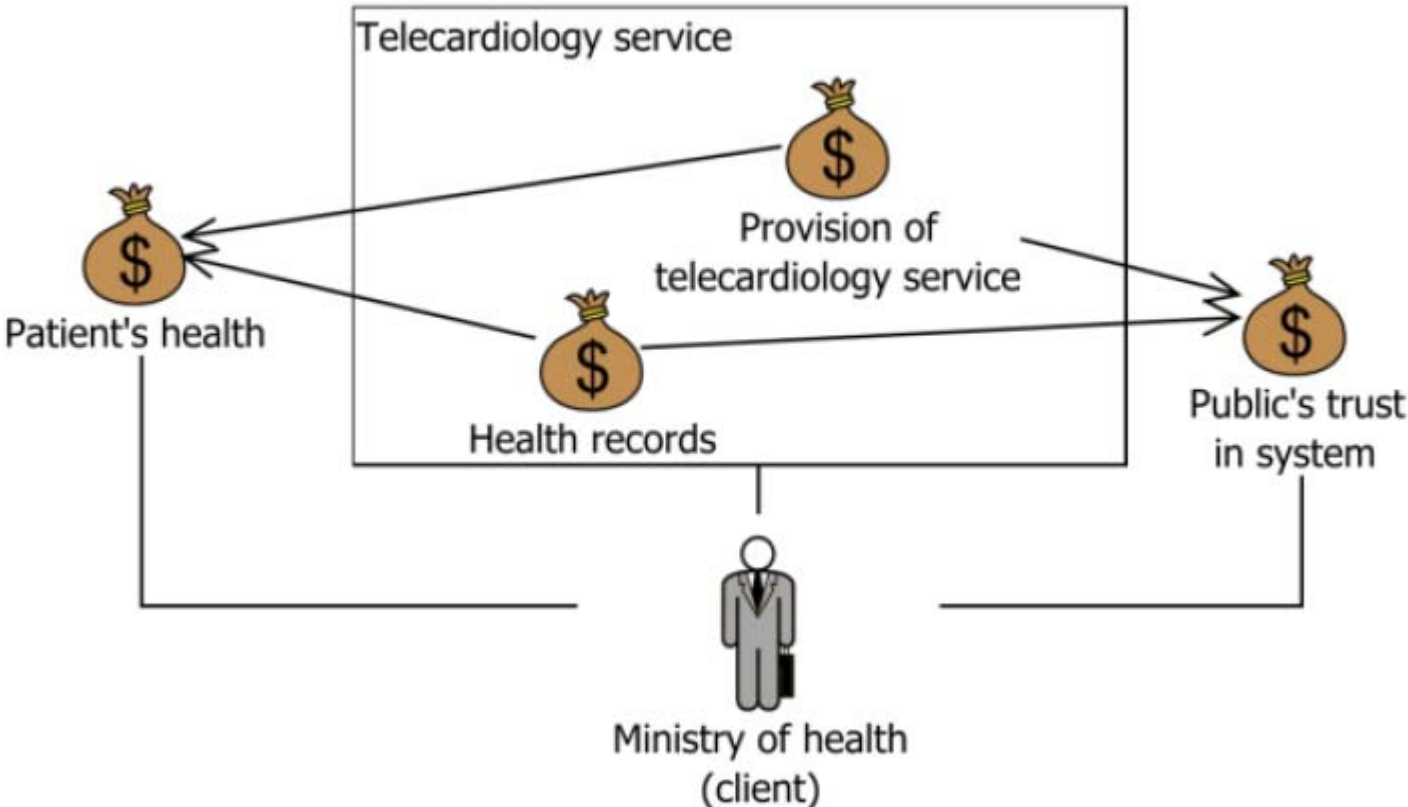 Telecardiology service
$
Provision of
telecardiology service
$
Patient's health
$
Health records
$
Public's trust
in system
Ministry of health
(client)